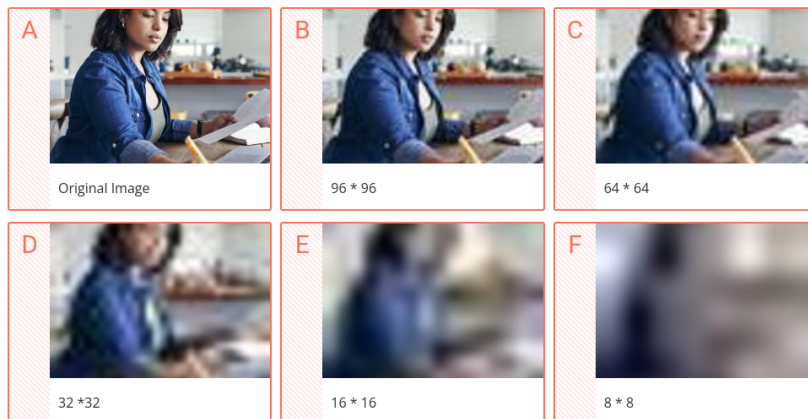 A
B
C
Original Image
96 * 96
64 * 64
D
E
F
32 *32
16 * 16
8 * 8